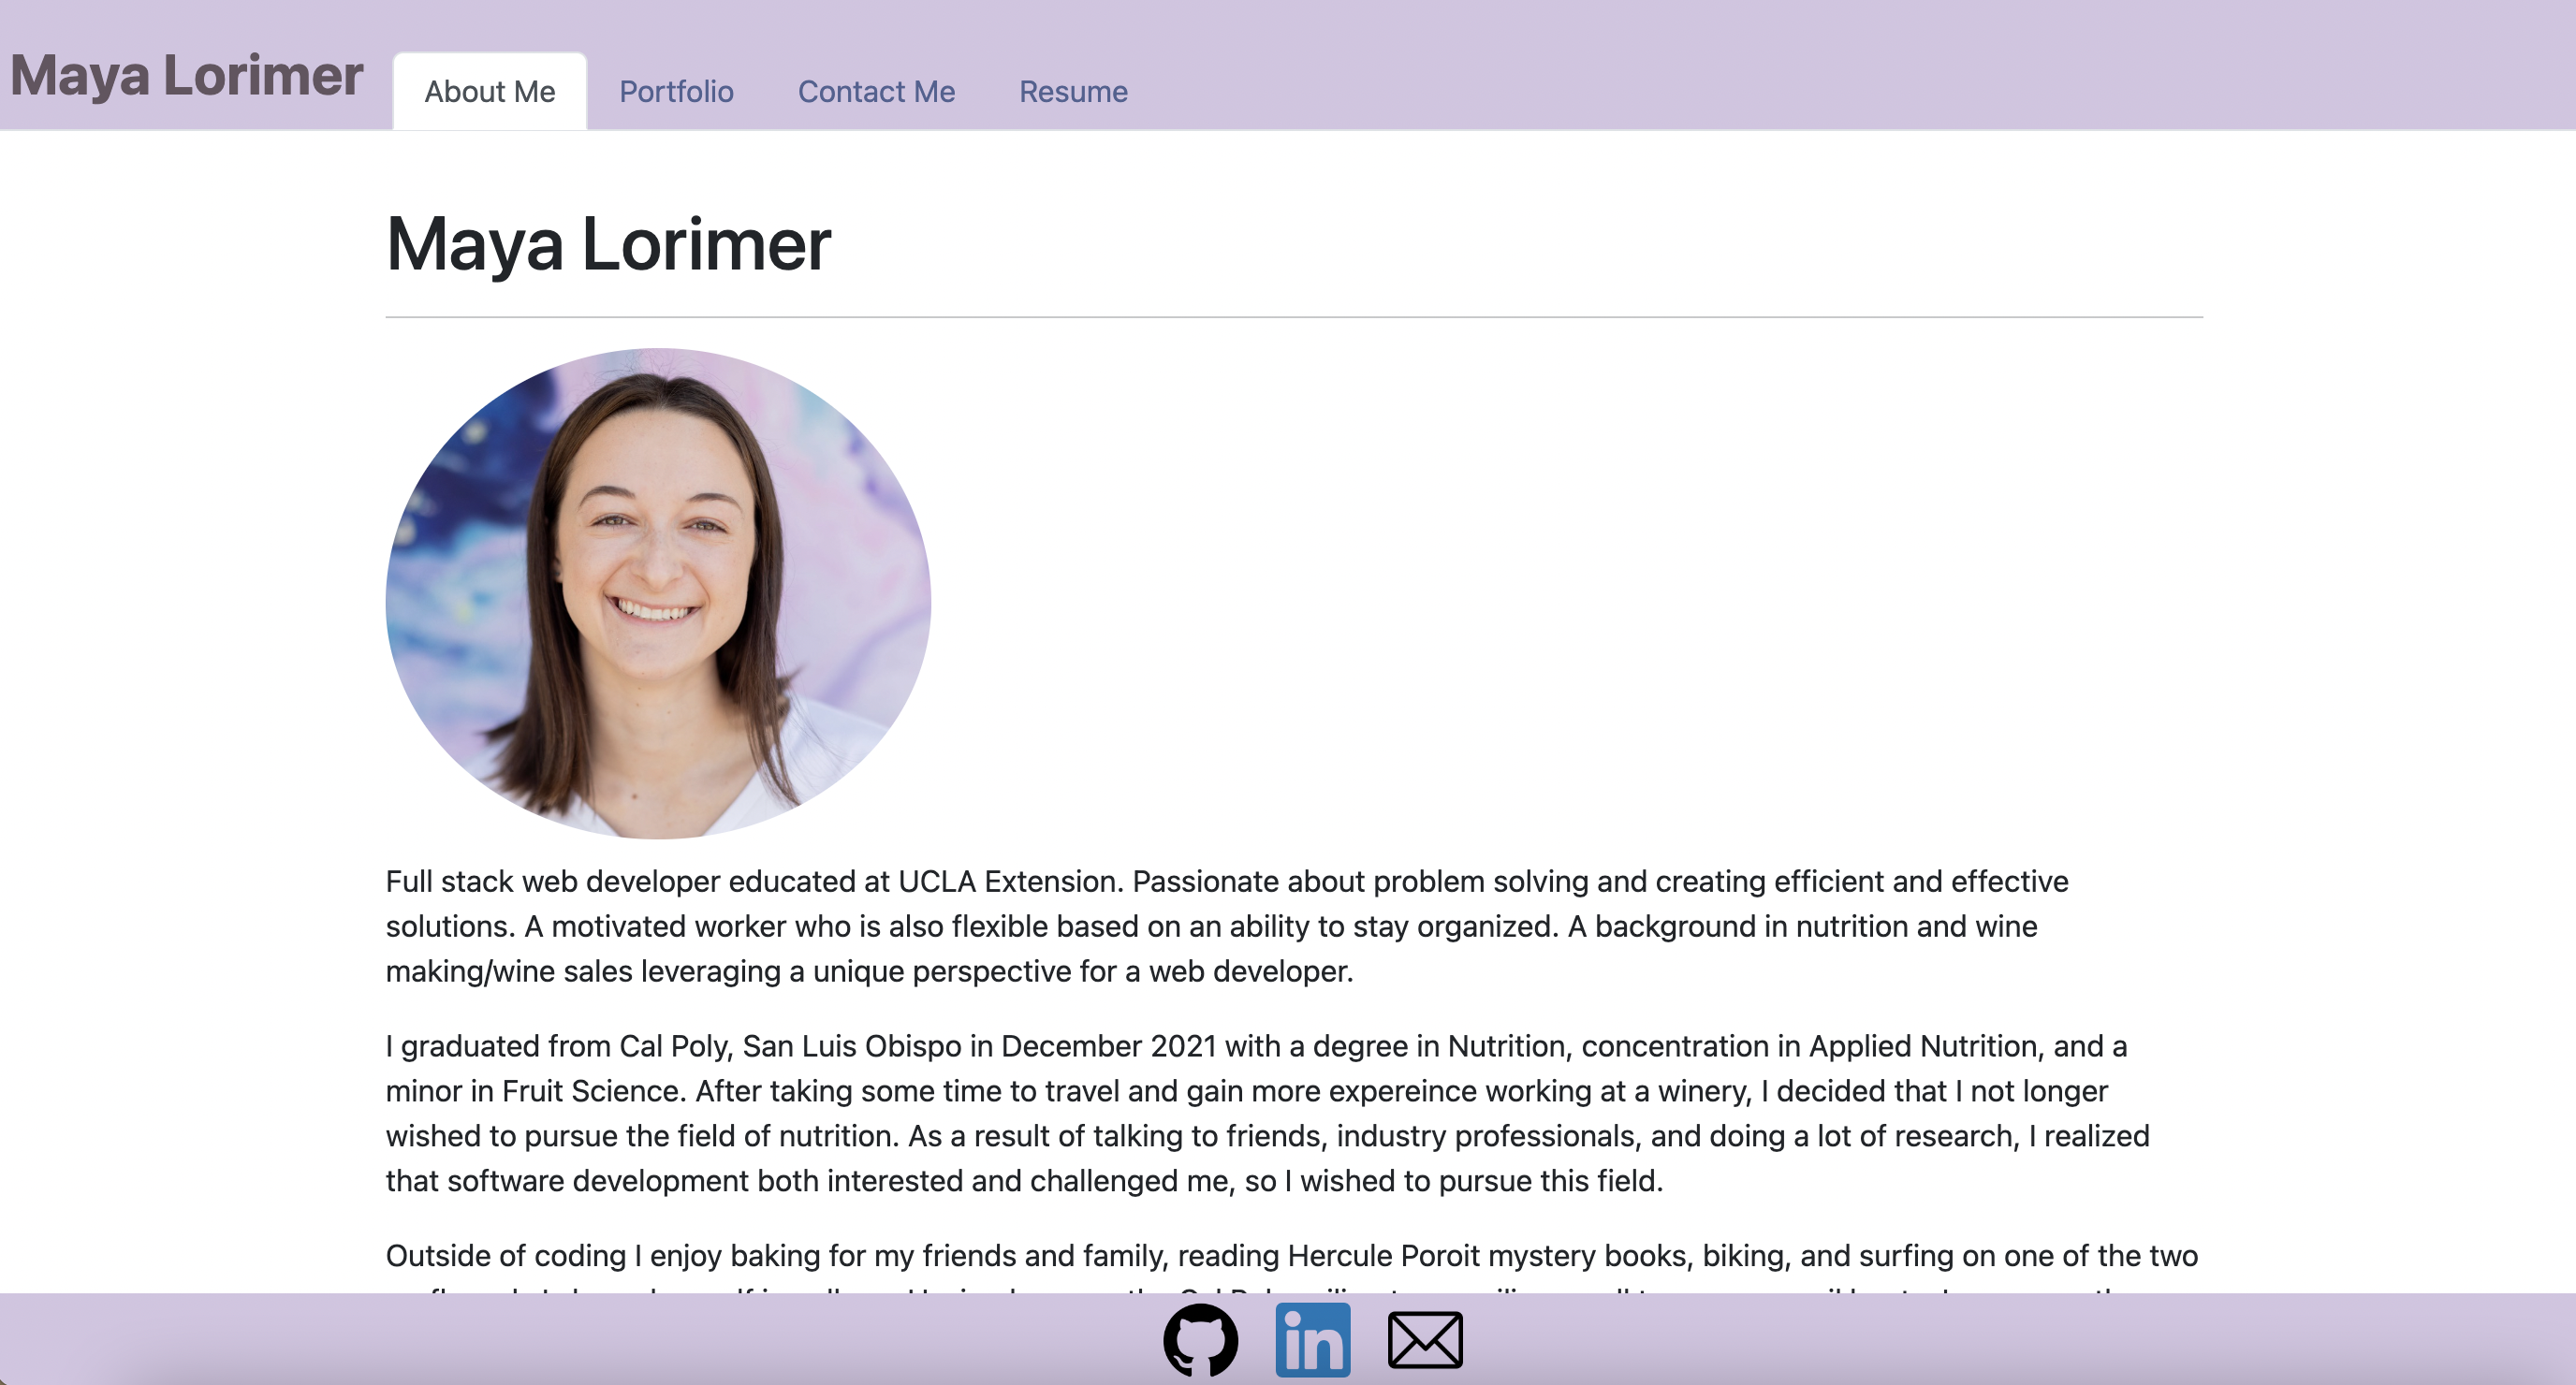 Maya Lorimer
About Me
Portfolio
Contact Me
Resume
Maya Lorimer
Full stack web developer educated at UCLA Extension. Passionate about problem solving and creating efficient and effective
solutions. A motivated worker who is also flexible based on an ability to stay organized. A background in nutrition and wine
making/wine sales leveraging a unique perspective for a web developer.
I graduated from Cal Poly, San Luis Obispo in December 2021 with a degree in Nutrition, concentration in Applied Nutrition, and a
minor in Fruit Science. After taking some time to travel and gain more expereince working at a winery, I decided that I not longer
wished to pursue the field of nutrition. As a result of talking to friends, industry professionals, and doing a lot of research, I realized
that software development both interested and challenged me, so I wished to pursue this field.
Outside of coding I enjoy baking for my friends and family, reading Hercule Poroit mystery books, biking, and surfing on one of the two
in